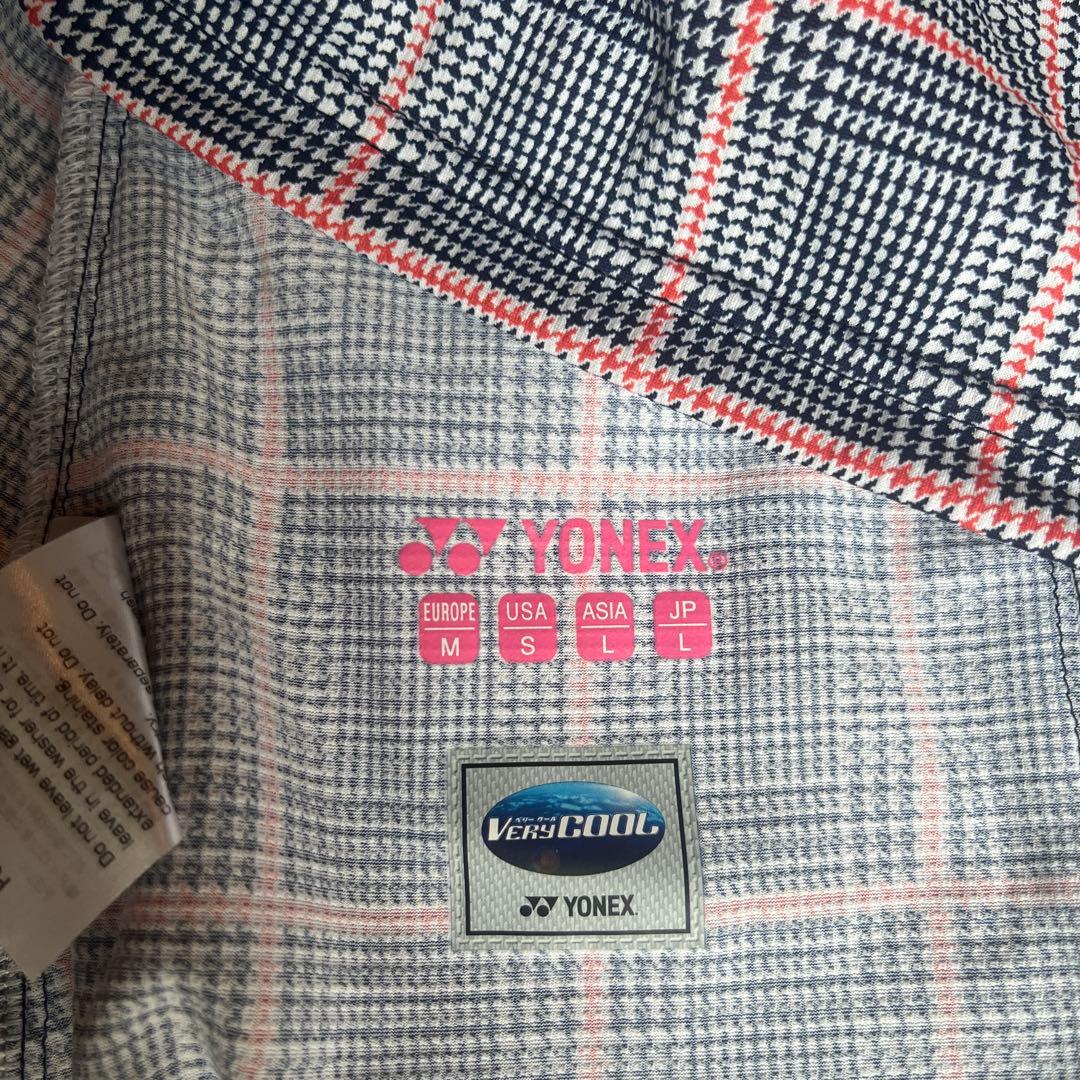 YONEX®
EUROPE
M
USA
S
ASIA
L
JP
L
ベリー クール
VERYCOOL
YONEX
separately. Do not
cause color staining. Do not
leave in the washer for
extended period of time.
Do not leave wet
without delay.